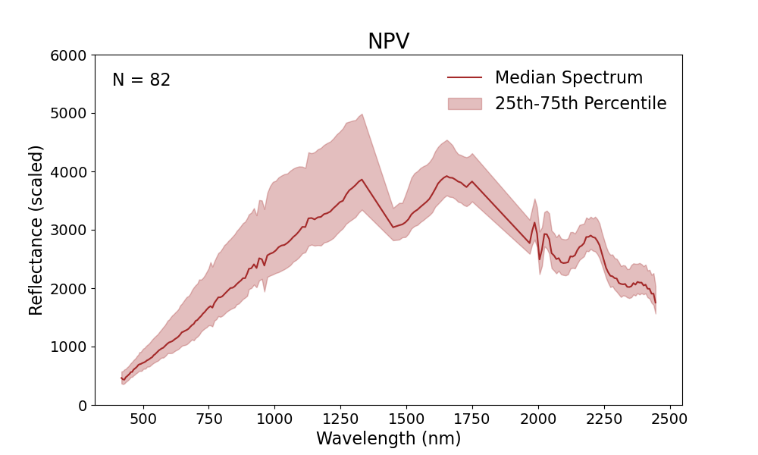 NPV
N = 82
Median Spectrum
25th-75th Percentile
Reflectance (scaled)
6000
5000
4000
3000
2000
1000
0
500 750 1000 1250 1500 1750 2000 2250 2500
Wavelength (nm)